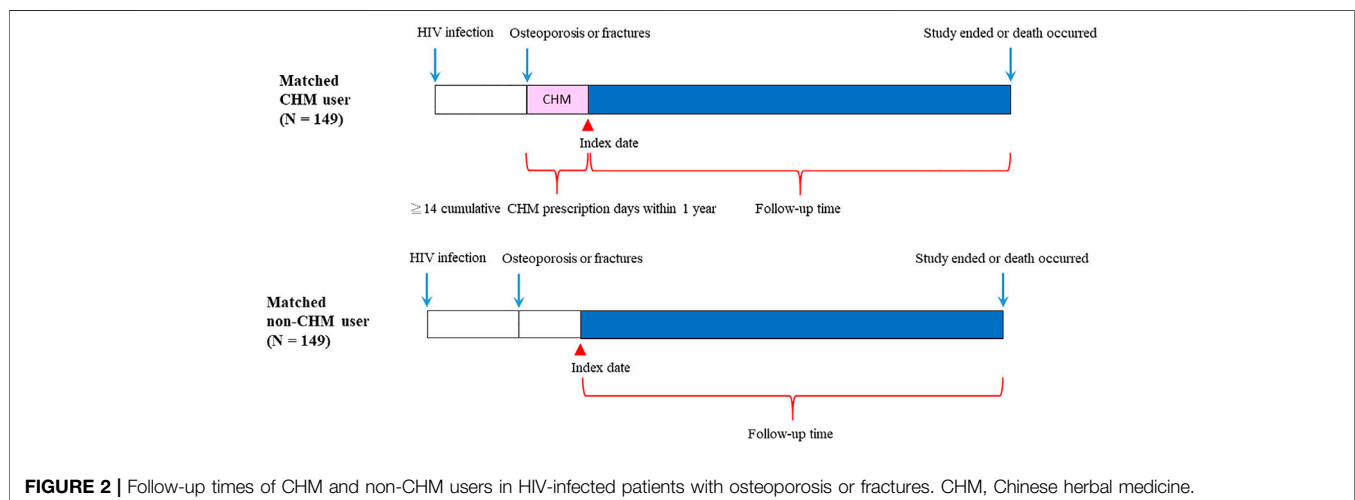 HIV infection Osteoporosis or fractures Study ended or death occurred
Matched
CHM user
(N = 149)
CHM
Index date
≧14 cumulative CHM prescription days within 1 year Follow-up time
HIV infection Osteoporosis or fractures Study ended or death occurred
Matched
non-CHM user
(N = 149)
Index date
Follow-up time
FIGURE 2 | Follow-up times of CHM and non-CHM users in HIV-infected patients with osteoporosis or fractures. CHM, Chinese herbal medicine.